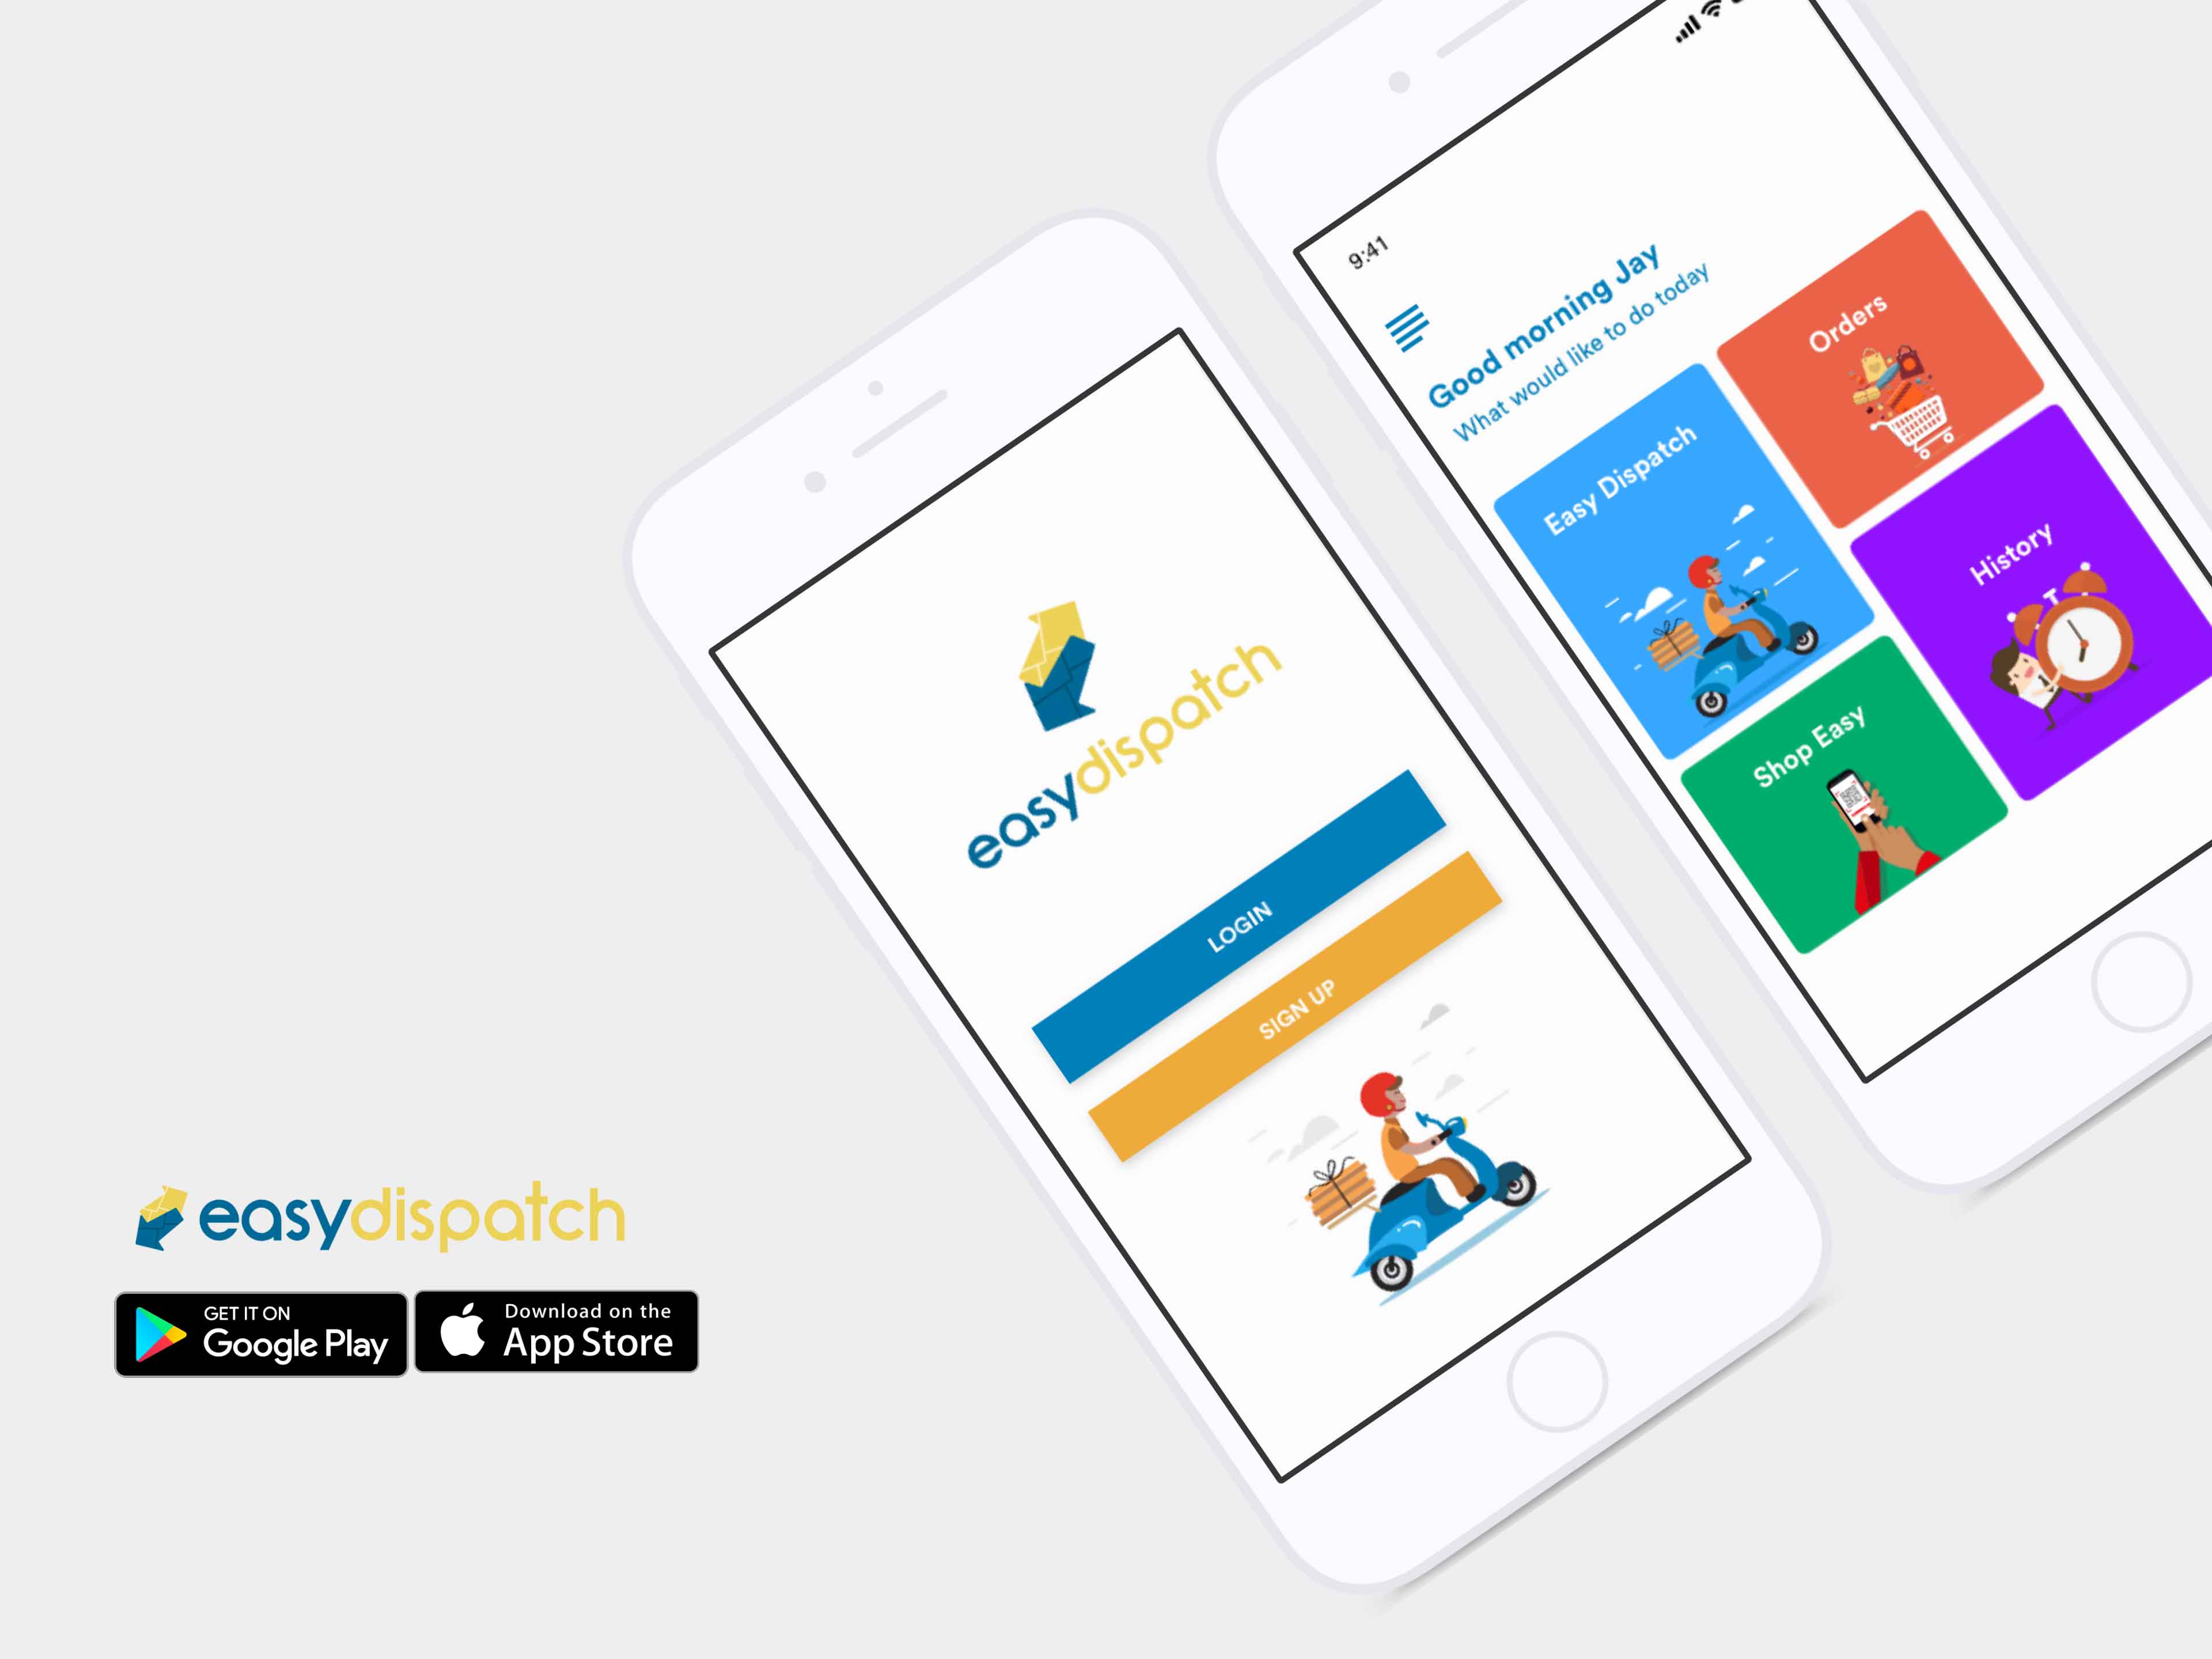 easydispatch
LOGIN
SIGN UP
9:41
Good morning Jay
What would like to do today
Easy Dispatch
Orders
Shop Easy
History
easydispatch
GET IT ON
Google Play
Download on the
App Store